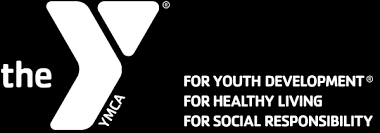 the
YMCA
®
FOR YOUTH DEVELOPMENT®
FOR HEALTHY LIVING
FOR SOCIAL RESPONSIBILITY